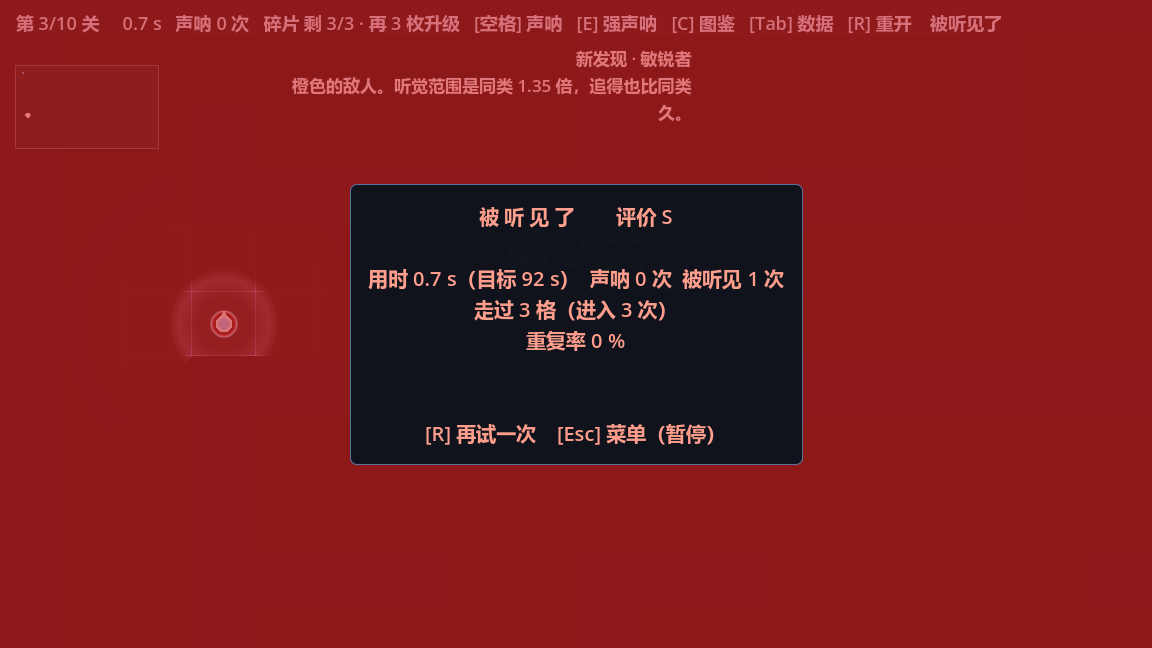 第 3/10 关 0.7 s 声呐 0 次 碎片 剩 3/3 · 再 3 枚升级 [空格] 声呐 [E] 强声呐 [C] 图鉴 [Tab] 数据 [R] 重开 被听见了
新发现 · 敏锐者
橙色的敌人。听觉范围是同类 1.35 倍，追得也比同类
久。
被 听 见 了 评价 S
第 3 关
用时 0.7 s（目标 92 s） 声呐 0 次 被听见 1 次
走过 3 格（进入 3 次）
重复率 0 %
[R] 再试一次 [Esc] 菜单（暂停）